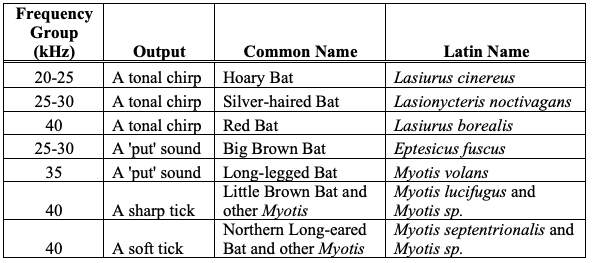 Frequency
Group
(kHz) Output Common Name Latin Name
20-25 A tonal chirp Hoary Bat Lasiurus cinereus
25-30 A tonal chirp Silver-haired Bat Lasionycteris noctivagans
40 A tonal chirp Red Bat Lasiurus borealis
25-30 A 'put' sound Big Brown Bat Eptesicus fuscus
35 A 'put' sound Long-legged Bat Myotis volans
Little Brown Bat and Myotis lucifugus and
40 A sharp tick other Myotis Myotis sp.
Northern Long-eared Myotis septentrionalis and
40 A soft tick Bat and other Myotis Myotis sp.